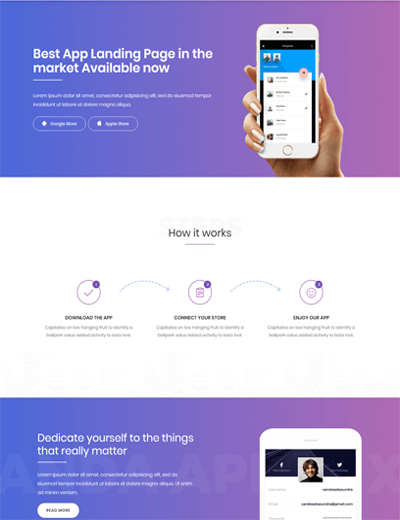 Best App Landing Page in the
market Available now
Lorem ipsum dolor sit amet, consectetur adipiscing elit, sed do eiusmod tempor
incididunt ut labore et dolore magna aliqua.
Google Store
Apple Store
STEPS
How it works
1
2
3
DOWNLOAD THE APP
Capitalise on low hanging fruit to identify a
ballpark value added activity to beta test
CONNECT YOUR STORE
Capitalise on low hanging fruit to identify a
ballpark value added activity to beta test
ENJOY OUR APP
Capitalise on low hanging fruit to identify a
ballpark value added activity to beta test
Dedicate yourself to the things
that really matter
Lorem ipsum dolor sit amet, consectetur adipiscing elit, sed do eiusmod
tempor incididunt ut labore et dolore magna aliqua. Ut enim ad
minim veniam.
READ MORE
Username
sandeepbasundra
Email
sandeepbasundra@gmail.com
Password